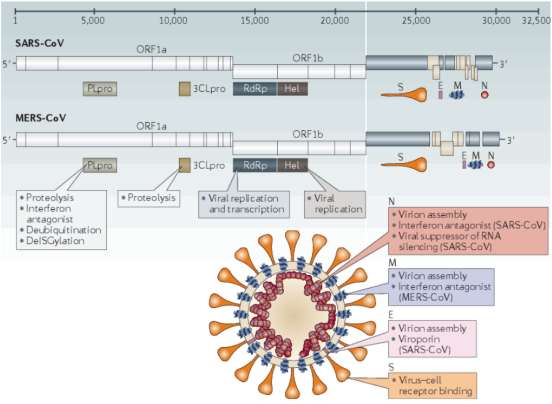 1 5,000 10,000 15,000 20,000 25,000 30,000 32,500
SARS-CoV
ORF1a
ORF1b
5′ 3′
PLpro 3CLpro RdRp Hel S E M N
MERS-CoV
ORF1a
ORF1b
5′ 3′
PLpro 3CLpro RdRp Hel S E M N
• Proteolysis
• Interferon
antagonist
• Deubiquitination
• DeISGylation
• Proteolysis
• Viral replication
and transcription
• Viral
replication
N
• Virion assembly
• Interferon antagonist (SARS-CoV)
• Viral suppressor of RNA
silencing (SARS-CoV)
M
• Virion assembly
• Interferon antagonist
(MERS-CoV)
E
• Virion assembly
• Viroporin
(SARS-CoV)
S
• Virus–cell
receptor binding